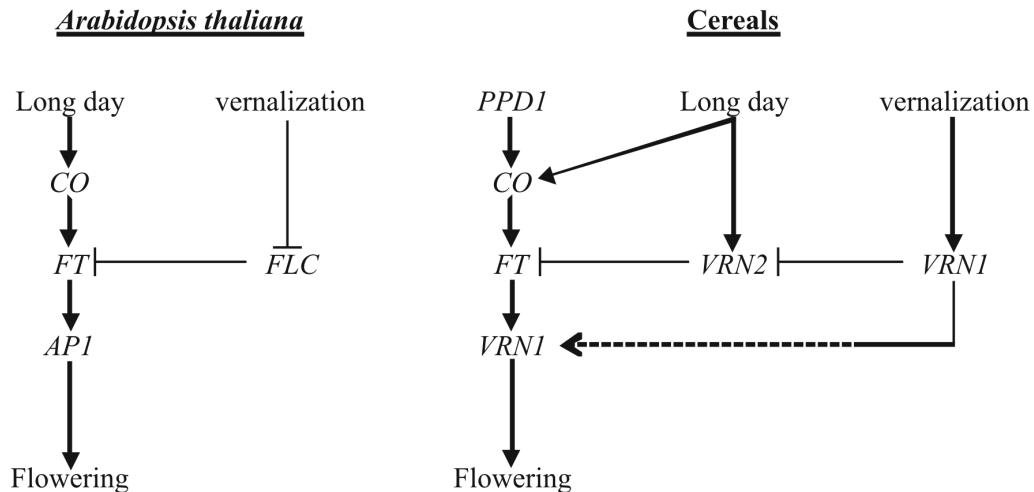 Arabidopsis thaliana
Long day vernalization
CO
FT FLC
AP1
Flowering
Cereals
PPD1 Long day vernalization
CO
FT VRN2 VRN1
VRN1
Flowering